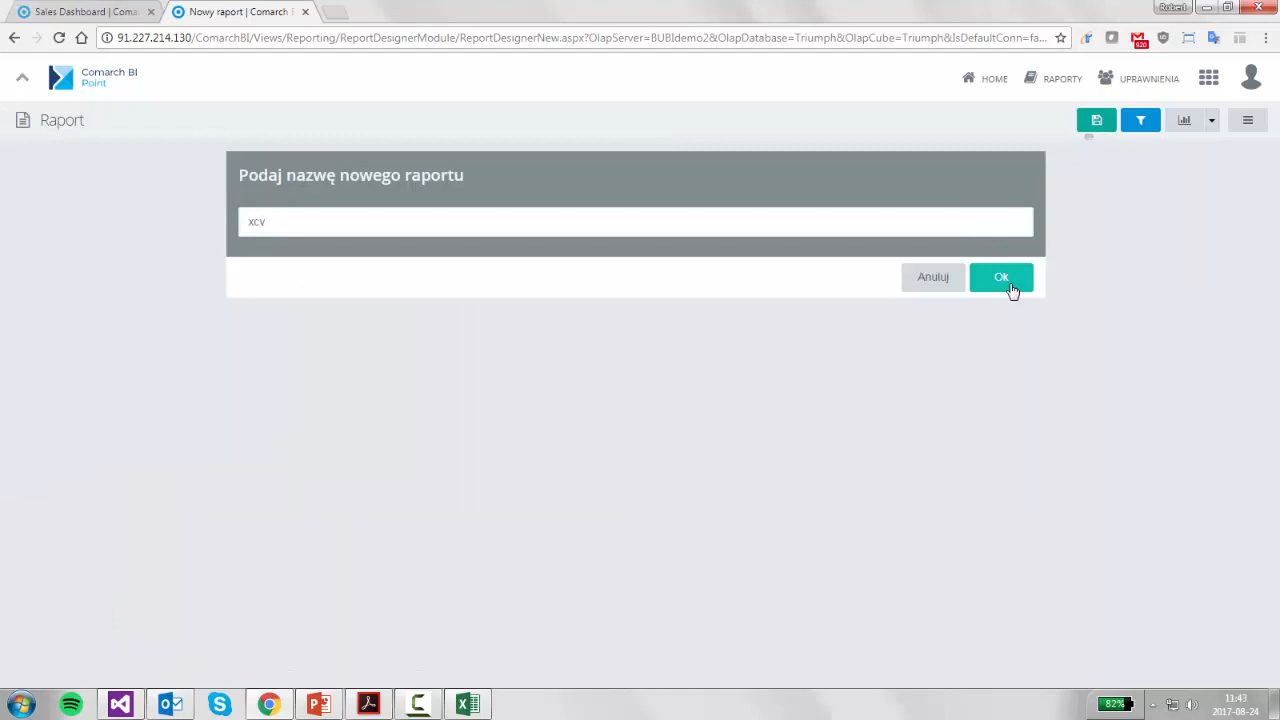 Sales Dashboard | Coma
Nowy raport | Comarch B
Robert
91.227.214.130/ComarchBI/Views/Reporting/ReportDesignerModule/ReportDesignerNew.aspx?OlapServer=BUBIdemo2&OlapDatabase=Triumph&OlapCube=Triumph&IsDefaultConn=fa...
920
Comarch BI
Point
HOME
RAPORTY
UPRAWNIENIA
Raport
Podaj nazwę nowego raportu
xcv
Anuluj
Ok
82%
11:43
2017-08-24